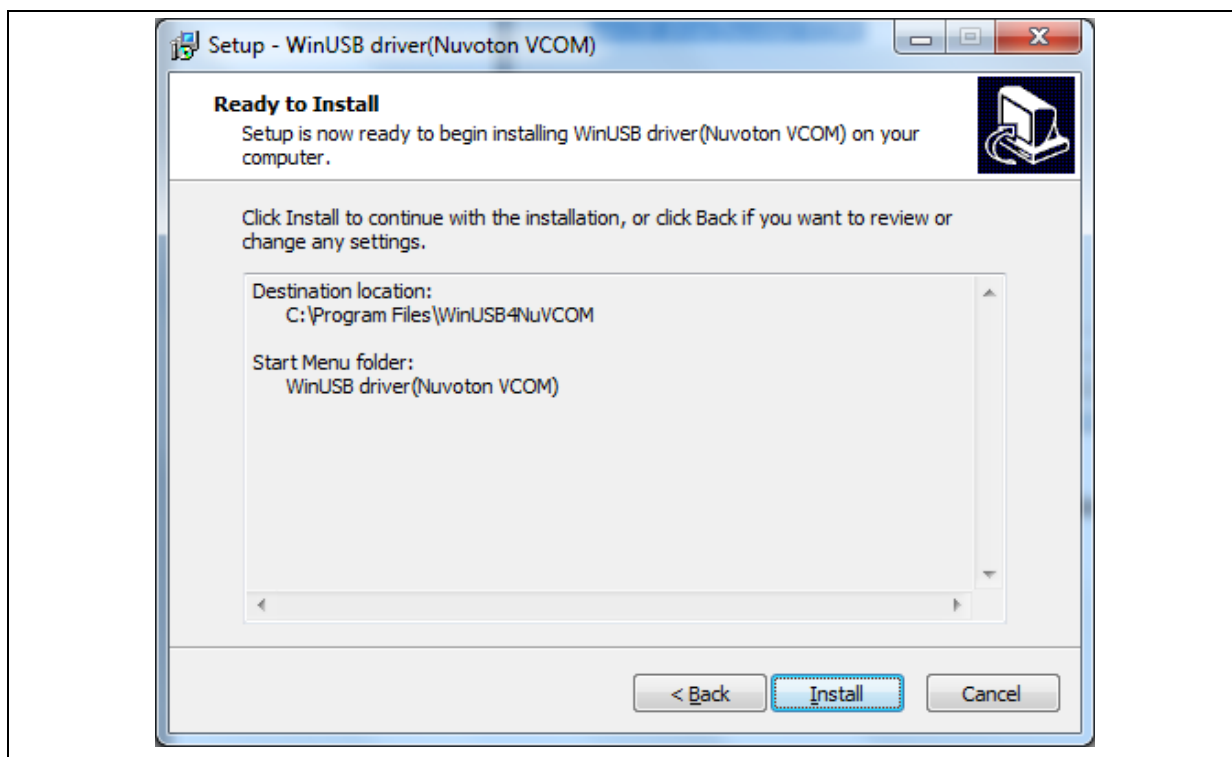 Setup - WinUSB driver(Nuvoton VCOM)
Ready to Install
Setup is now ready to begin installing WinUSB driver(Nuvoton VCOM) on your
computer.
Click Install to continue with the installation, or click Back if you want to review or
change any settings.
Destination location:
C:\Program Files\WinUSB4NuVCOM
Start Menu folder:
WinUSB driver(Nuvoton VCOM)
< Back
Install
Cancel